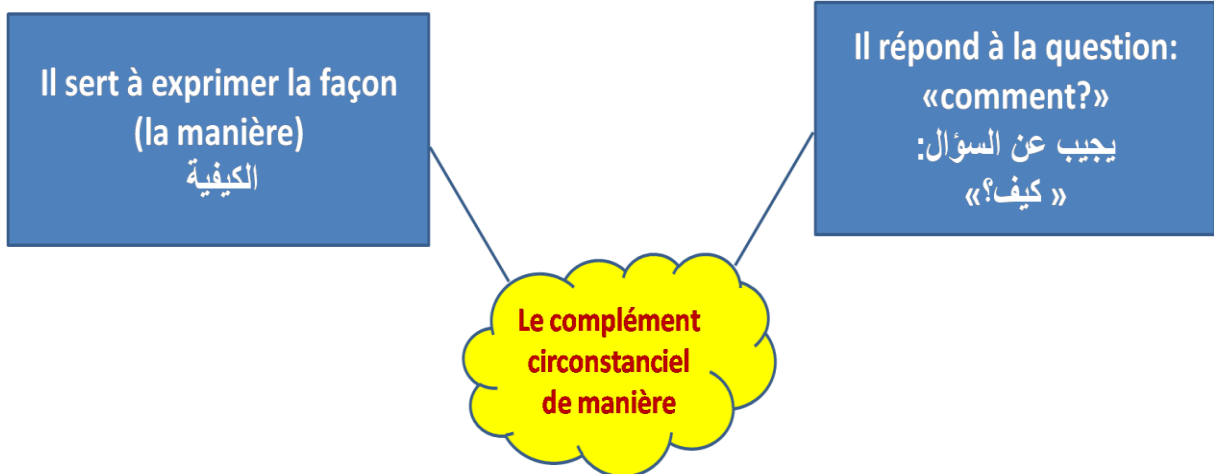 Il sert à exprimer la façon
(la manière)
الكيفية
Il répond à la question:
«comment?»
يجيب عن السؤال:
« كيف؟»
Le complément
circonstanciel
de manière